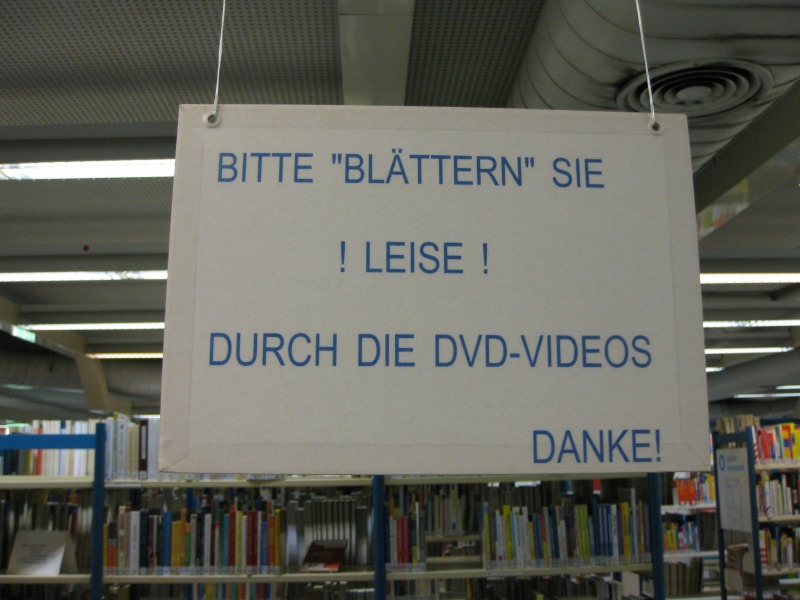 BITTE "BLÄTTERN" SIE
! LEISE !
DURCH DIE DVD-VIDEOS
DANKE!